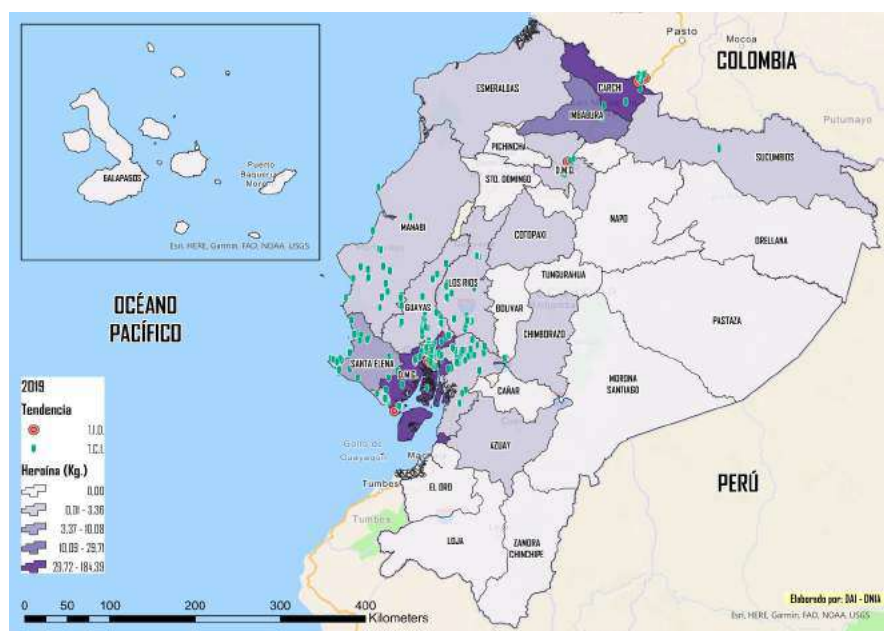 Pasto
Mocoa
COLOMBIA
ESMERALDAS
CARCHI
IMBABURA
Putumayo
PICHINCHA
SUCUMBIOS
D.M.Q.
STO. DOMINGO
GALAPAGOS
Puerto
Baquerizo
Moreno
NAPO
MANABI
COTOPAXI
ORELLANA
Esri, HERE, Garmin, FAO, NOAA, USGS
TUNGURAHUA
LOS RIOS
OCÉANO
PACÍFICO
GUAYAS
BOLIVAR
PASTAZA
CHIMBORAZO
SANTA ELENA
D.M.G.
CAÑAR
MORONA
SANTIAGO
2019
Tendencia
T.I.D.
T.C.I.
Heroína (Kg.)
0,00
0,01 - 3,36
3,37 - 10,08
10,09 - 29,71
29,72 - 184,39
AZUAY
Golfo de
Guayaquil
Tumbes
EL ORO
PERÚ
Tumbes
LOJA
ZAMORA
CHINCHIPE
Elaborado por: DAI - DNIA
0 50 100 200 300 400
Kilometers
Esri, HERE, Garmin, FAO, NOAA, USGS